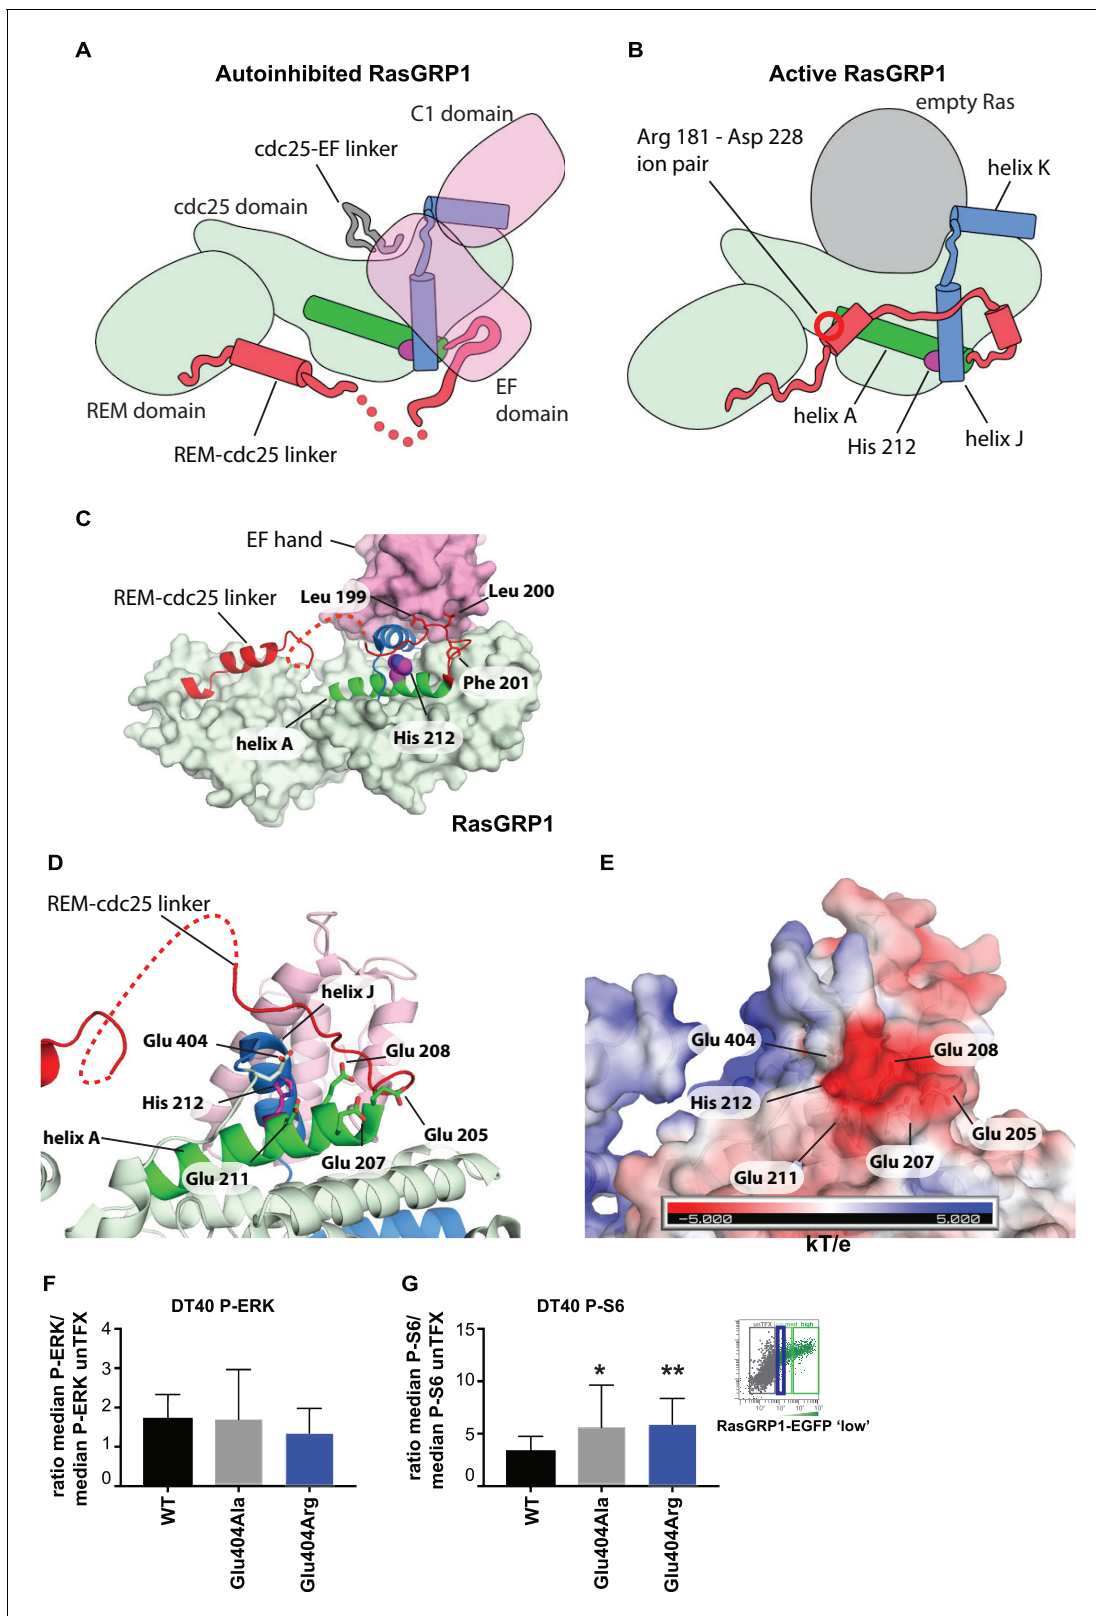 A
Autoinhibited RasGRP1
C1 domain
cdc25-EF linker
cdc25 domain
REM domain
REM-cdc25 linker
EF
domain
B
Active RasGRP1
empty Ras
Arg 181 - Asp 228
ion pair
helix K
helix A
His 212
helix J
C
EF hand
REM-cdc25 linker
Leu 199
Leu 200
Phe 201
helix A
His 212
RasGRP1
D
REM-cdc25 linker
helix J
Glu 404
Glu 208
His 212
helix A
Glu 205
Glu 211
Glu 207
E
Glu 404
Glu 208
His 212
Glu 205
Glu 207
Glu 211
-5.000
5.000
kT/e
F
DT40 P-ERK
ratio median P-ERK/
median P-ERK unTFX
4
3
2
1
0
WT
Glu404Ala
Glu404Arg
G
DT40 P-S6
ratio median P-S6/
median P-S6 unTFX
15
10
5
0
*
**
WT
Glu404Ala
Glu404Arg
unTFX
med
high
RasGRP1-EGFP ‘low’